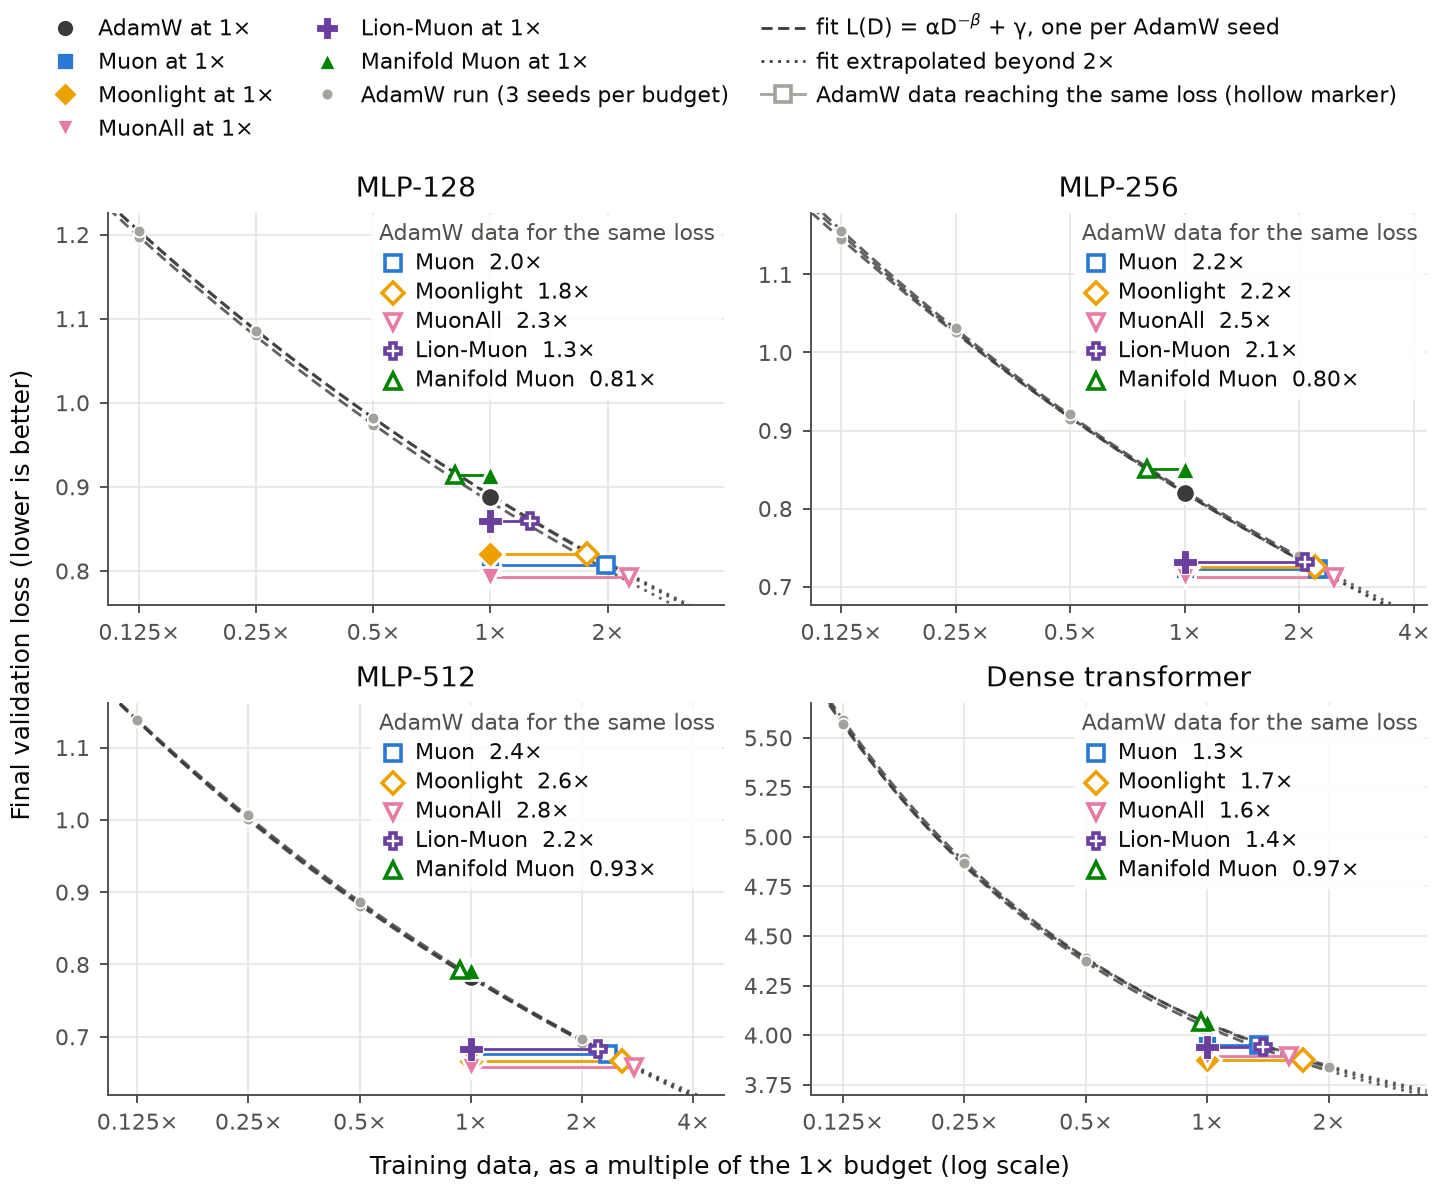 AdamW at 1×
Muon at 1×
Moonlight at 1×
MuonAll at 1×
Lion-Muon at 1×
Manifold Muon at 1×
AdamW run (3 seeds per budget)
fit L(D) = αD^−β + γ, one per AdamW seed
fit extrapolated beyond 2×
AdamW data reaching the same loss (hollow marker)
Final validation loss (lower is better)
MLP-128
1.2
1.1
1.0
0.9
0.8
AdamW data for the same loss
Muon 2.0×
Moonlight 1.8×
MuonAll 2.3×
Lion-Muon 1.3×
Manifold Muon 0.81×
0.125× 0.25× 0.5× 1× 2×
MLP-256
1.1
1.0
0.9
0.8
0.7
AdamW data for the same loss
Muon 2.2×
Moonlight 2.2×
MuonAll 2.5×
Lion-Muon 2.1×
Manifold Muon 0.80×
0.125× 0.25× 0.5× 1× 2× 4×
MLP-512
1.1
1.0
0.9
0.8
0.7
AdamW data for the same loss
Muon 2.4×
Moonlight 2.6×
MuonAll 2.8×
Lion-Muon 2.2×
Manifold Muon 0.93×
0.125× 0.25× 0.5× 1× 2× 4×
Dense transformer
5.50
5.25
5.00
4.75
4.50
4.25
4.00
3.75
AdamW data for the same loss
Muon 1.3×
Moonlight 1.7×
MuonAll 1.6×
Lion-Muon 1.4×
Manifold Muon 0.97×
0.125× 0.25× 0.5× 1× 2×
Training data, as a multiple of the 1× budget (log scale)